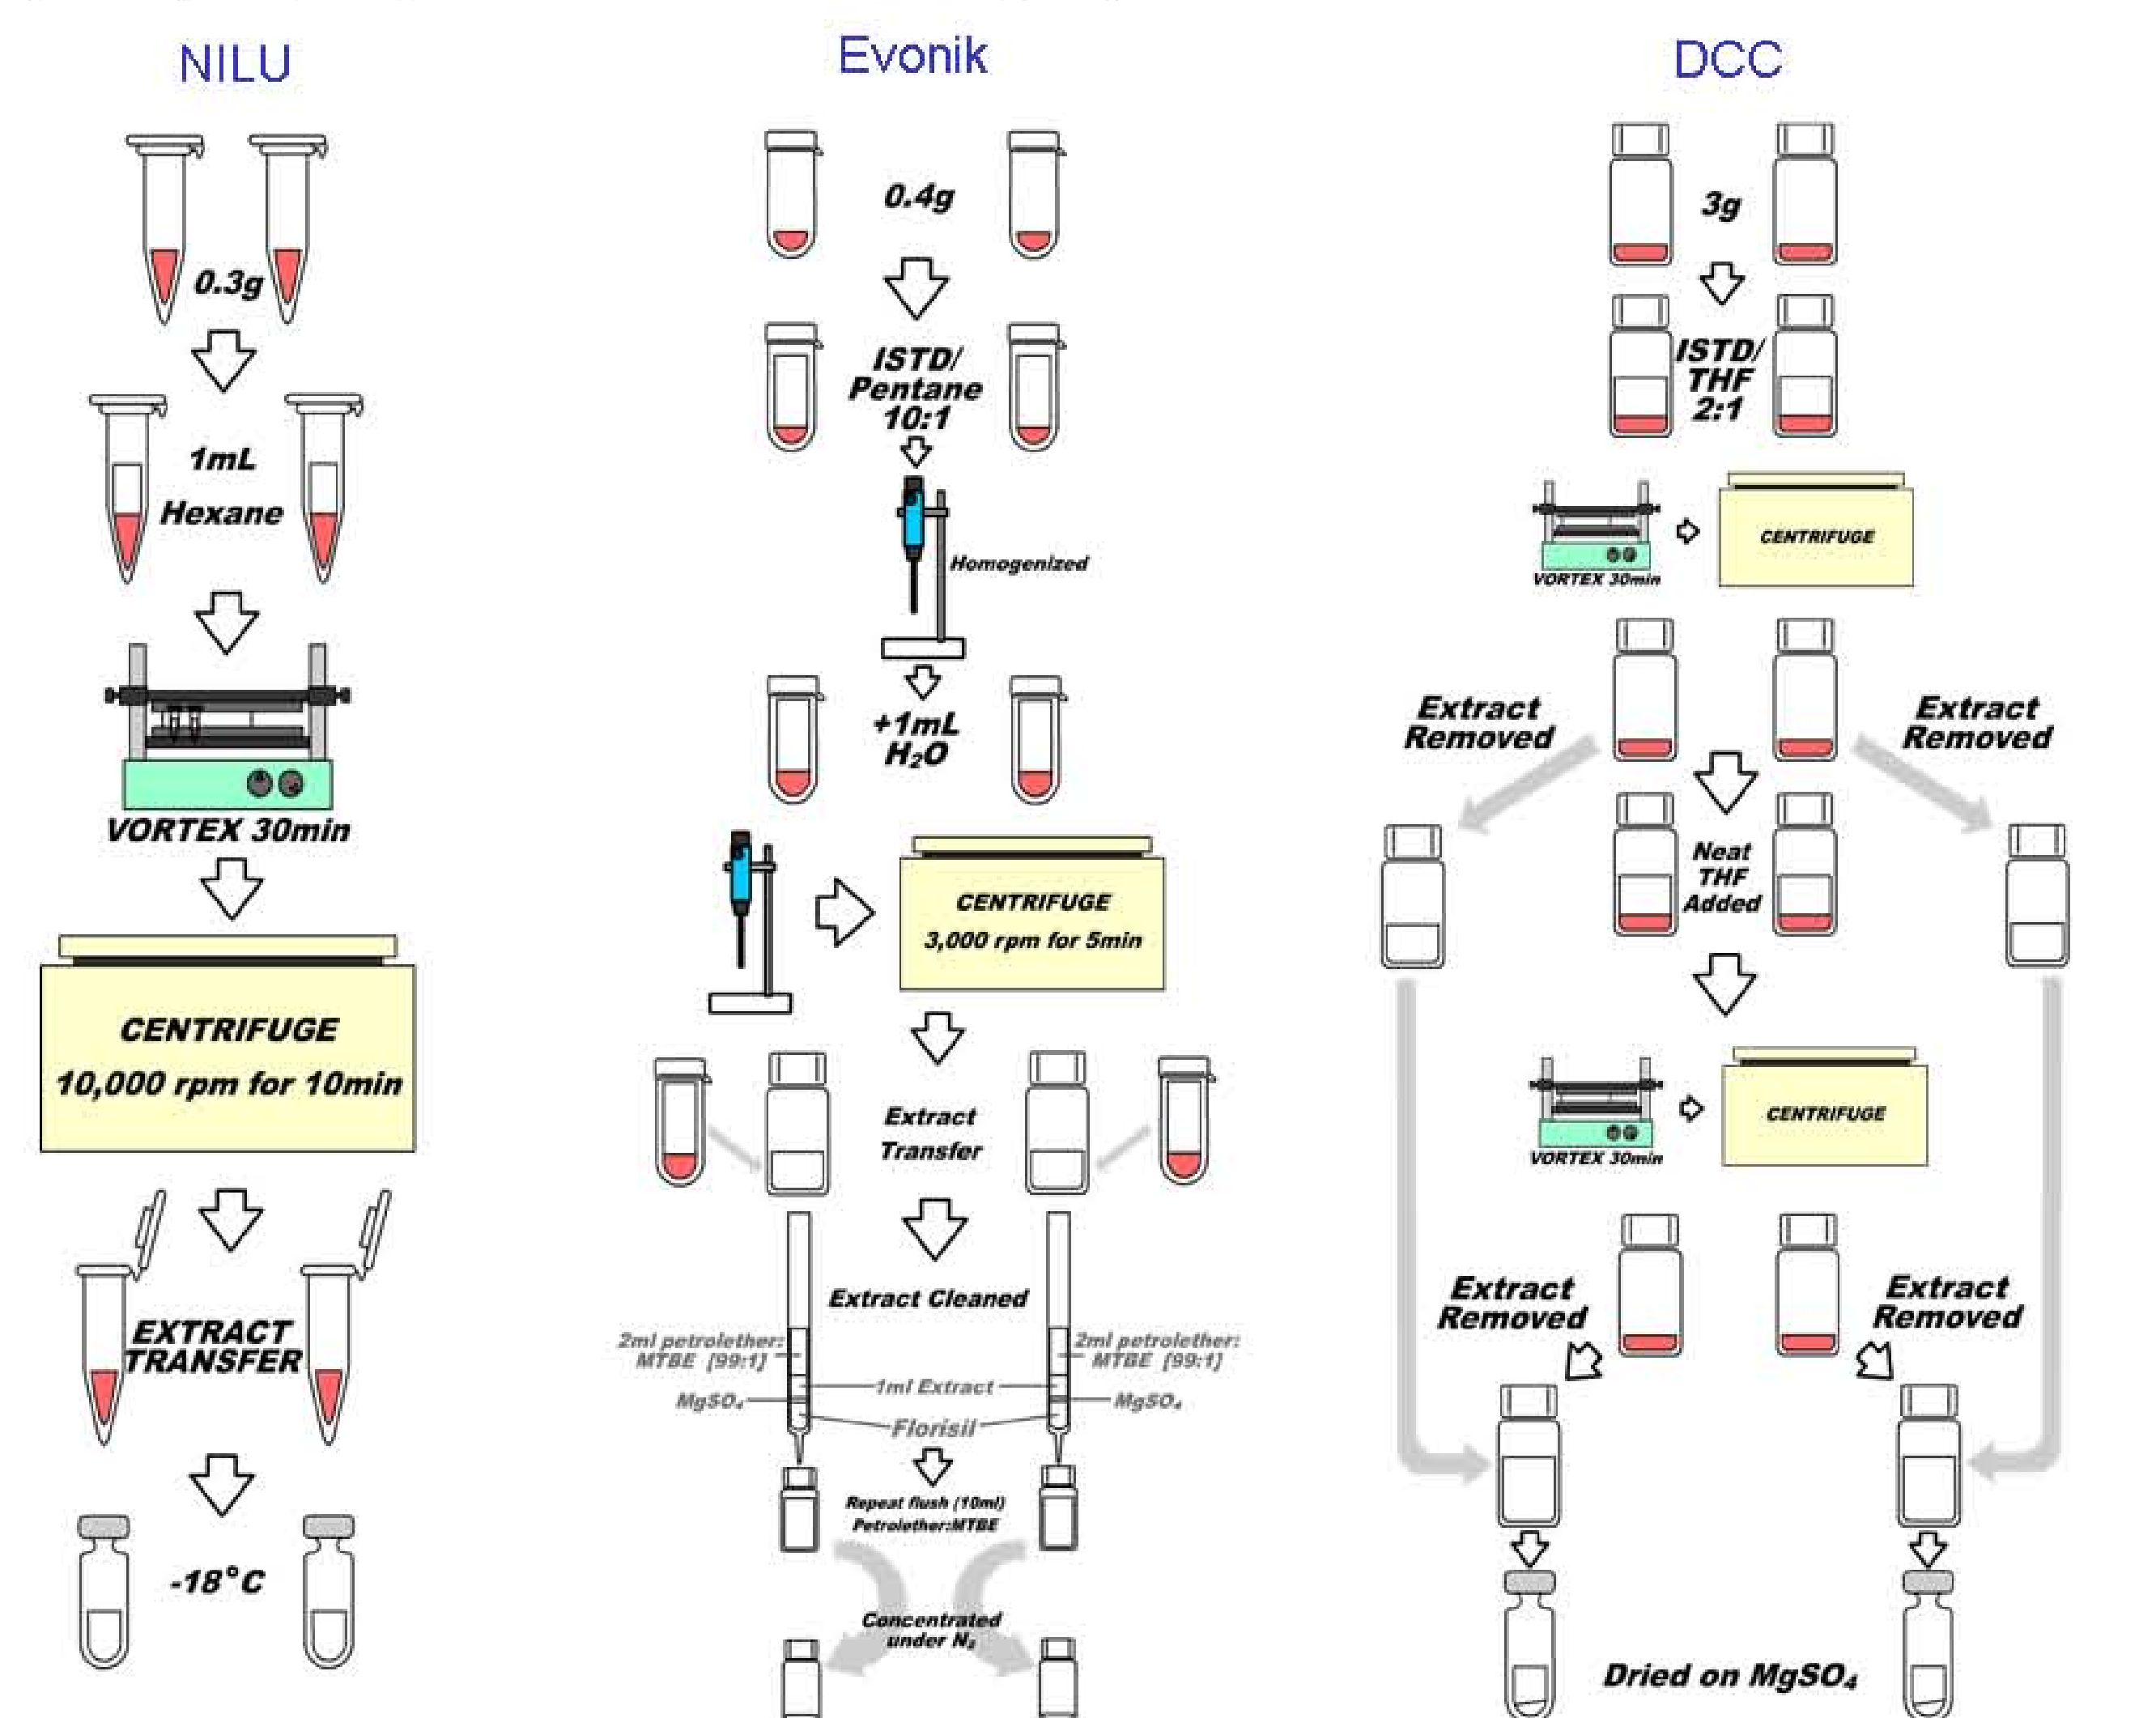 NILU
0.3g
1mL
Hexane
VORTEX 30min
CENTRIFUGE
10,000 rpm for 10min
EXTRACT
TRANSFER
-18°C
Evonik
0.4g
ISTD/
Pentane
10:1
Homogenized
+1mL
H₂O
CENTRIFUGE
3,000 rpm for 5min
Extract
Transfer
Extract Cleaned
2ml petrolether:
MTBE [99:1]
2ml petrolether:
MTBE [99:1]
1ml Extract
MgSO₄
MgSO₄
Florisil
Repeat flush (10ml)
Petrolether:MTBE
Concentrated
under N₂
DCC
3g
ISTD/
THF
2:1
VORTEX 30min
CENTRIFUGE
Extract
Removed
Extract
Removed
Neat
THF
Added
VORTEX 30min
CENTRIFUGE
Extract
Removed
Extract
Removed
Dried on MgSO₄